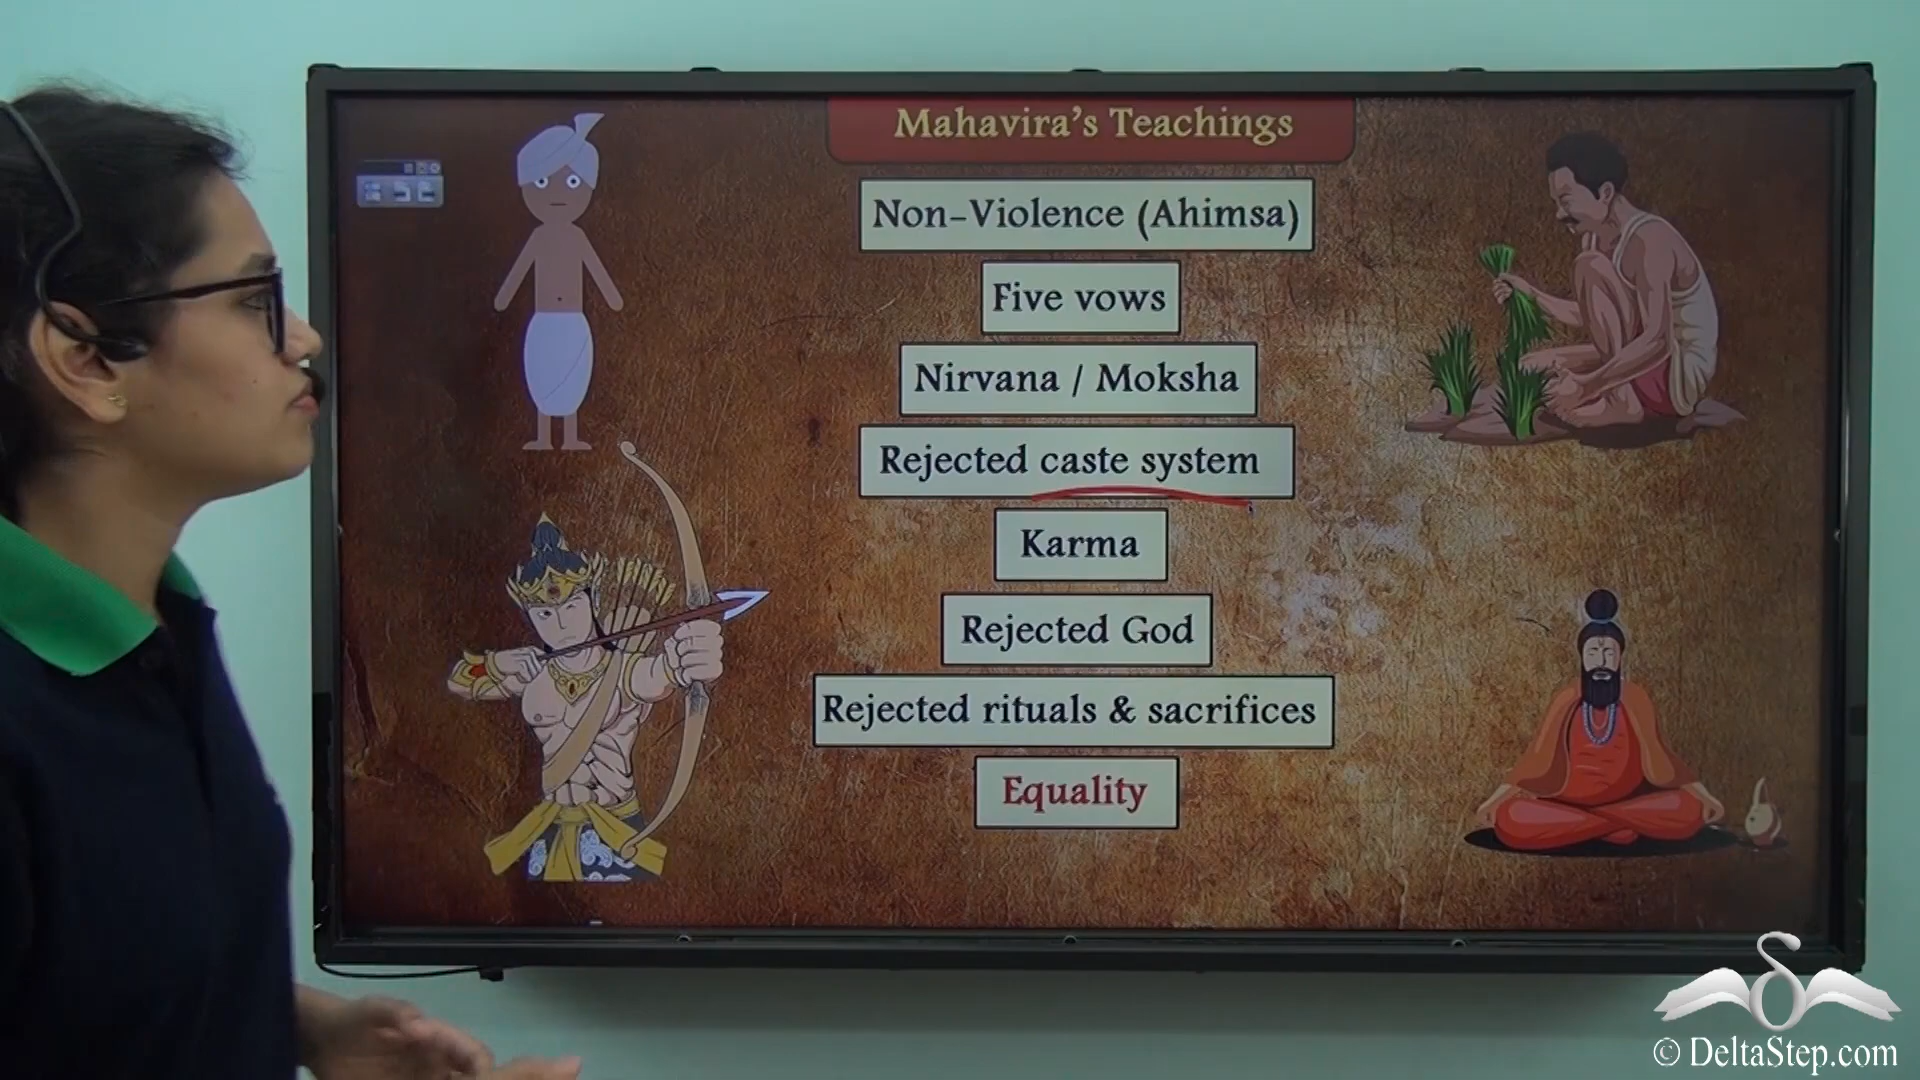 Mahavira's Teachings
Non-Violence (Ahimsa)
Five vows
Nirvana / Moksha
Rejected caste system
Karma
Rejected God
Rejected rituals & sacrifices
Equality
© DeltaStep.com